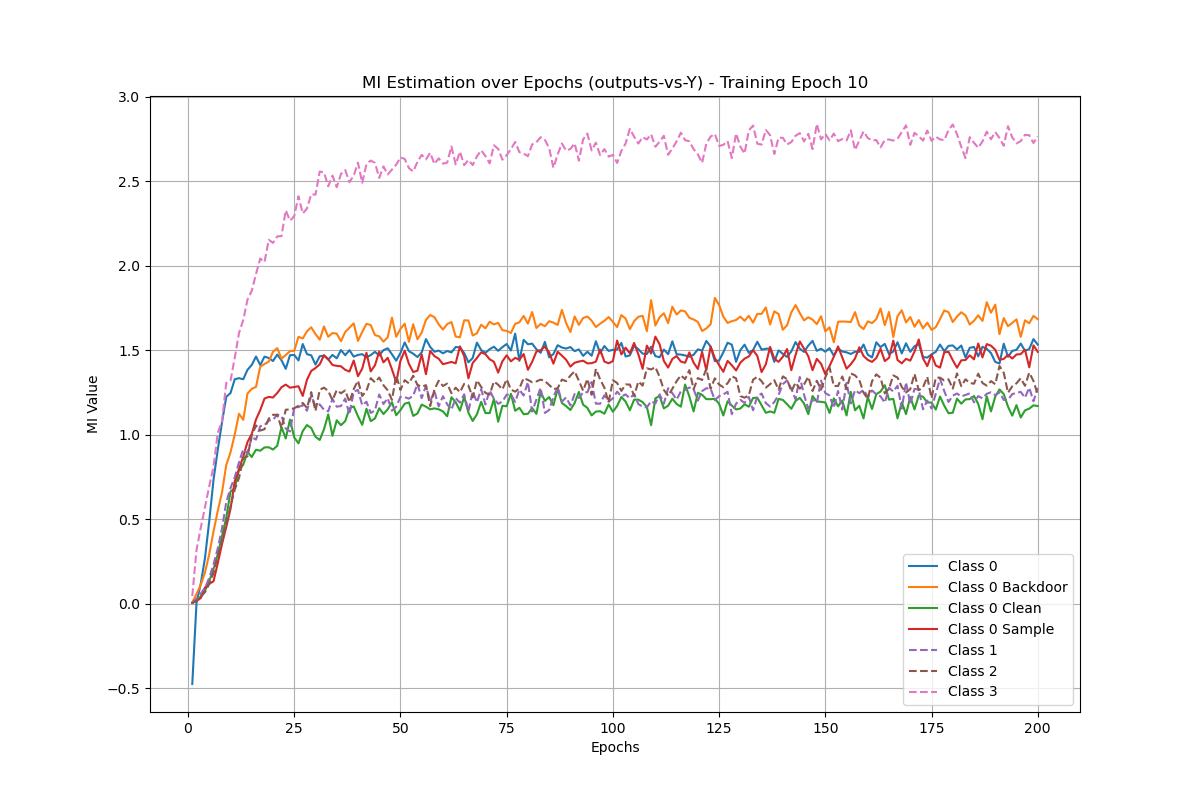 MI Estimation over Epochs (outputs-vs-Y) - Training Epoch 10
3.0
2.5
2.0
1.5
1.0
0.5
0.0
−0.5
MI Value
0 25 50 75 100 125 150 175 200
Epochs
Class 0
Class 0 Backdoor
Class 0 Clean
Class 0 Sample
Class 1
Class 2
Class 3